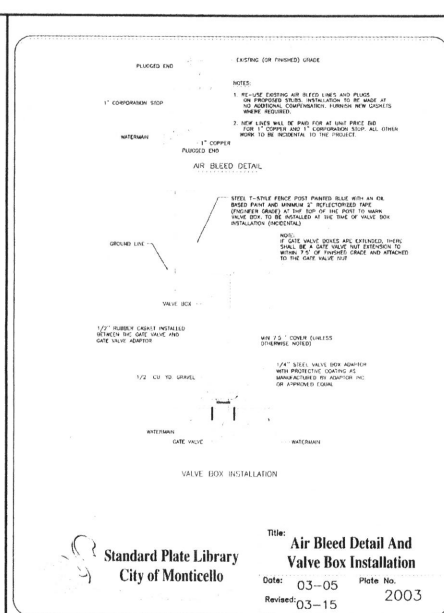 EXISTING (OR FINISHED) GRADE
PLUGGED END
NOTES:
1. RE-USE EXISTING AIR BLEED LINES AND PLUGS
ON PROPOSED STUBS. INSTALLATION TO BE MADE AT
NO ADDITIONAL COMPENSATION. FURNISH NEW GASKETS
WHERE REQUIRED.
1" CORPORATION STOP
2. NEW LINES WILL BE PAID FOR AT UNIT PRICE BID
FOR 1" COPPER AND 1" CORPORATION STOP. ALL OTHER
WORK TO BE INCIDENTAL TO THE PROJECT.
WATERMAIN
1" COPPER
PLUGGED END
AIR BLEED DETAIL
STEEL T-STYLE FENCE POST PAINTED BLUE WITH AN OIL
BASED PAINT AND MINIMUM 2" REFLECTORIZED TAPE
(ENGINEER GRADE) AT THE TOP OF THE POST TO MARK
VALVE BOX, TO BE INSTALLED AT THE TIME OF VALVE BOX
INSTALLATION (INCIDENTAL)
NOTE:
IF GATE VALVE BOXES ARE EXTENDED, THERE
SHALL BE A GATE VALVE NUT EXTENSION TO
WITHIN 7.5' OF FINISHED GRADE AND ATTACHED
TO THE GATE VALVE NUT
GROUND LINE
VALVE BOX
1/2" RUBBER GASKET INSTALLED
BETWEEN THE GATE VALVE AND
GATE VALVE ADAPTOR
MIN 7.5' COVER (UNLESS
OTHERWISE NOTED)
1/4" STEEL VALVE BOX ADAPTER
WITH PROTECTIVE COATING AS
MANUFACTURED BY ADAPTOR INC
OR APPROVED EQUAL
1/2 CU YD GRAVEL
WATERMAIN
GATE VALVE
WATERMAIN
VALVE BOX INSTALLATION
Standard Plate Library
City of Monticello
Title:
Air Bleed Detail And
Valve Box Installation
Date: 03-05
Plate No.
2003
Revised: 03-15